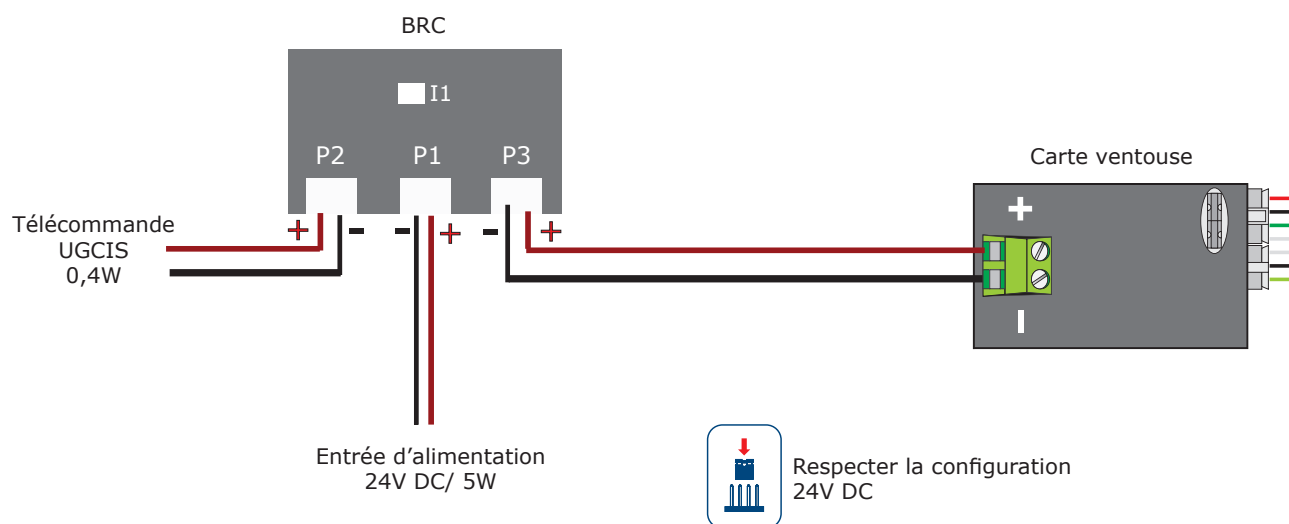 BRC
I1
P2
P1
P3
Carte ventouse
+
-
Télécommande
UGCIS
0,4W
+
-
-
+
-
+
Entrée d’alimentation
24V DC/ 5W
Respecter la configuration
24V DC